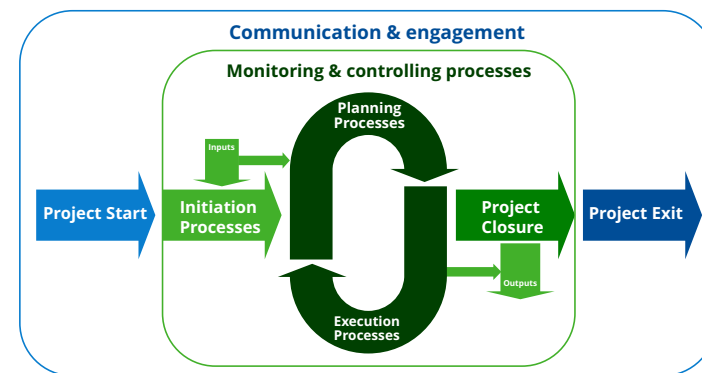 Communication & engagement
Monitoring & controlling processes
Planning
Processes
Inputs
Project Start
Initiation
Processes
Project
Closure
Project Exit
Outputs
Execution
Processes